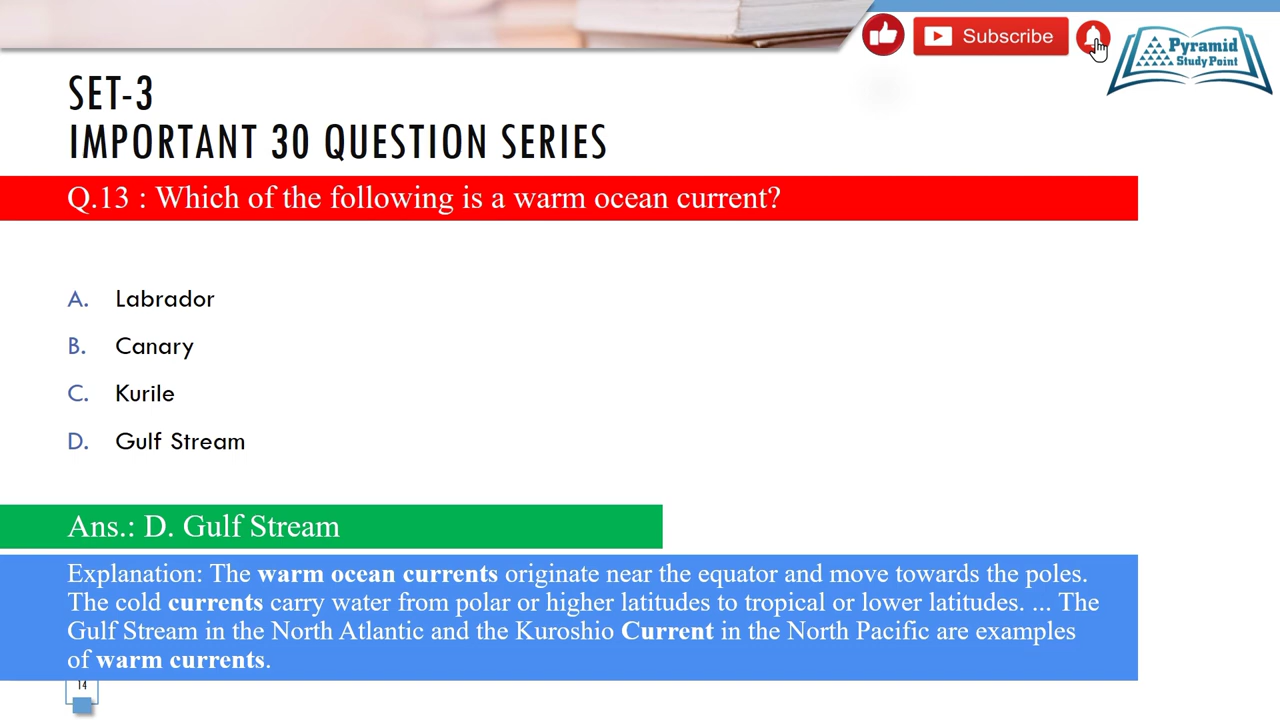 Subscribe
Pyramid
Study Point
SET-3
IMPORTANT 30 QUESTION SERIES
Q.13 : Which of the following is a warm ocean current?
A. Labrador
B. Canary
C. Kurile
D. Gulf Stream
Ans.: D. Gulf Stream
Explanation: The warm ocean currents originate near the equator and move towards the poles.
The cold currents carry water from polar or higher latitudes to tropical or lower latitudes. ... The
Gulf Stream in the North Atlantic and the Kuroshio Current in the North Pacific are examples
of warm currents.
14